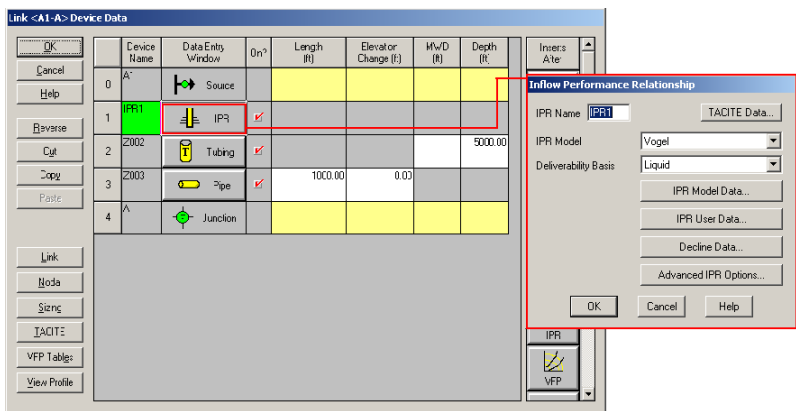 Link <A1-A> Device Data
OK
Cancel
Help
Reverse
Cut
Copy
Paste
Link
Node
Sizing
TACITE
VFP Tables
View Profile
Device Name
Data Entry Window
On?
Length (ft)
Elevation Change (ft)
MWD (ft)
Depth (ft)
0 Source
1 IPR1 IPR
2 Z002 Tubing 5000.00
3 Z003 Pipe 1000.00 0.00
4 A Junction
Inserts After
IPR
VFP
Inflow Performance Relationship
IPR Name IPR1 TACITE Data...
IPR Model Vogel
Deliverability Basis Liquid
IPR Model Data...
IPR User Data...
Decline Data...
Advanced IPR Options...
OK Cancel Help